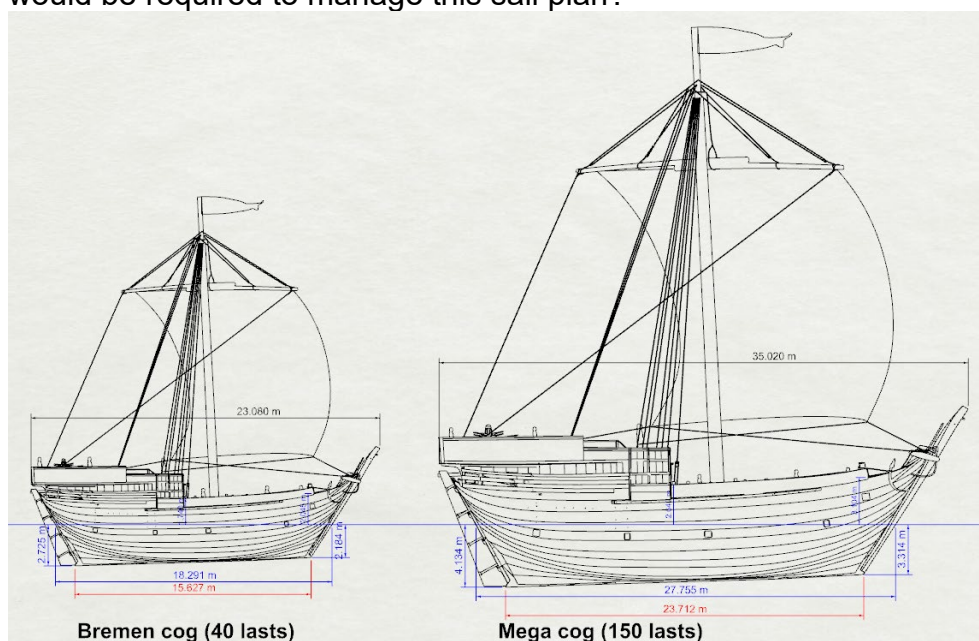 would be required to manage this sail plan?
35.020 m
23.080 m
2.725 m
2.184 m
4.134 m
3.314 m
18.291 m
15.627 m
27.755 m
23.712 m
Bremen cog (40 lasts)
Mega cog (150 lasts)